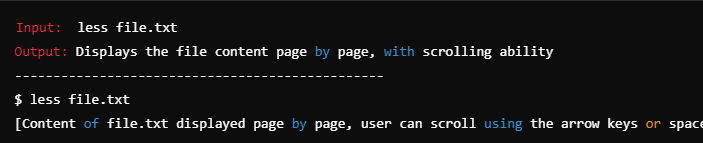 Input:  less file.txt
Output: Displays the file content page by page, with scrolling ability
------------------------------------------------
$ less file.txt
[Content of file.txt displayed page by page, user can scroll using the arrow keys or space